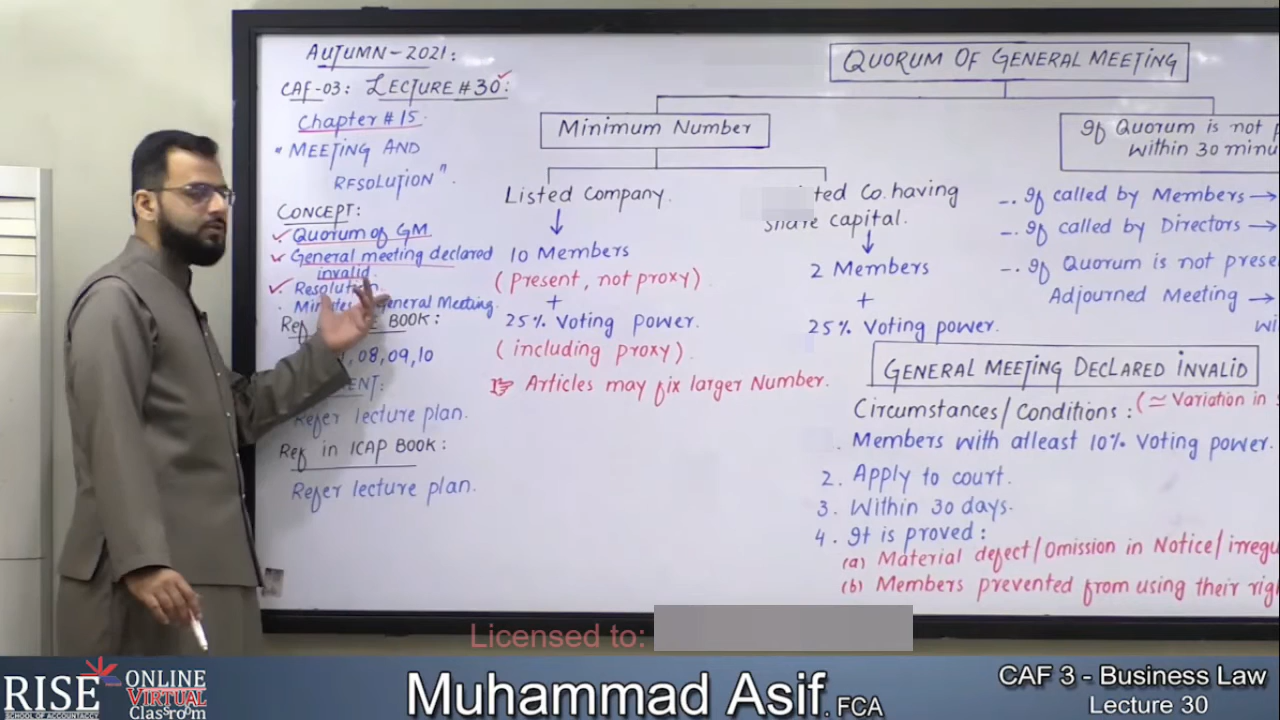 AUTUMN-2021:
CAF-03: LECTURE #30:
Chapter #15
"MEETING AND
RESOLUTION".
CONCEPT:
Quorum of GM
General meeting declared
invalid.
Resolution.
General Meeting.
BOOK:
,08,09,10
Refer lecture plan.
Ref in ICAP BOOK:
Refer lecture plan.
QUORUM OF GENERAL MEETING
Minimum Number
Listed Company.
10 Members
(Present, not proxy)
+
25% Voting power.
(including proxy).
Articles may fix larger Number.
ted Co. having
share capital.
2 Members
+
25% Voting power.
If Quorum is not
within 30 minu
-. If called by Members →
-. If called by Directors →
-. If Quorum is not prese
Adjourned Meeting →
wi
GENERAL MEETING DECLARED INVALID
Circumstances/Conditions: (≃ Variation in
. Members with atleast 10% Voting power.
2. Apply to court.
3. Within 30 days.
4. It is proved:
(a) Material defect/Omission in Notice/irregu
(b) Members prevented from using their rig
Licensed to:
RISE
SCHOOL OF ACCOUNTANCY
ONLINE
VIRTUAL
Classroom
Muhammad Asif. FCA
CAF 3 - Business Law
Lecture 30